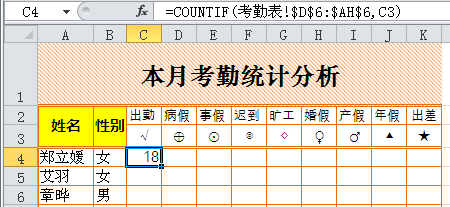 C4 fx =COUNTIF(考勤表!$D$6:$AH$6,C3)
A B C D E F G H I J K
1 本月考勤统计分析
2 姓名 性别 出勤 病假 事假 迟到 旷工 婚假 产假 年假 出差
3 √ ⊕ ⊙ ◎ ◇ ♀ ♂ ▲ ★
4 郑立媛 女 18
5 艾羽 女
6 章晔 男